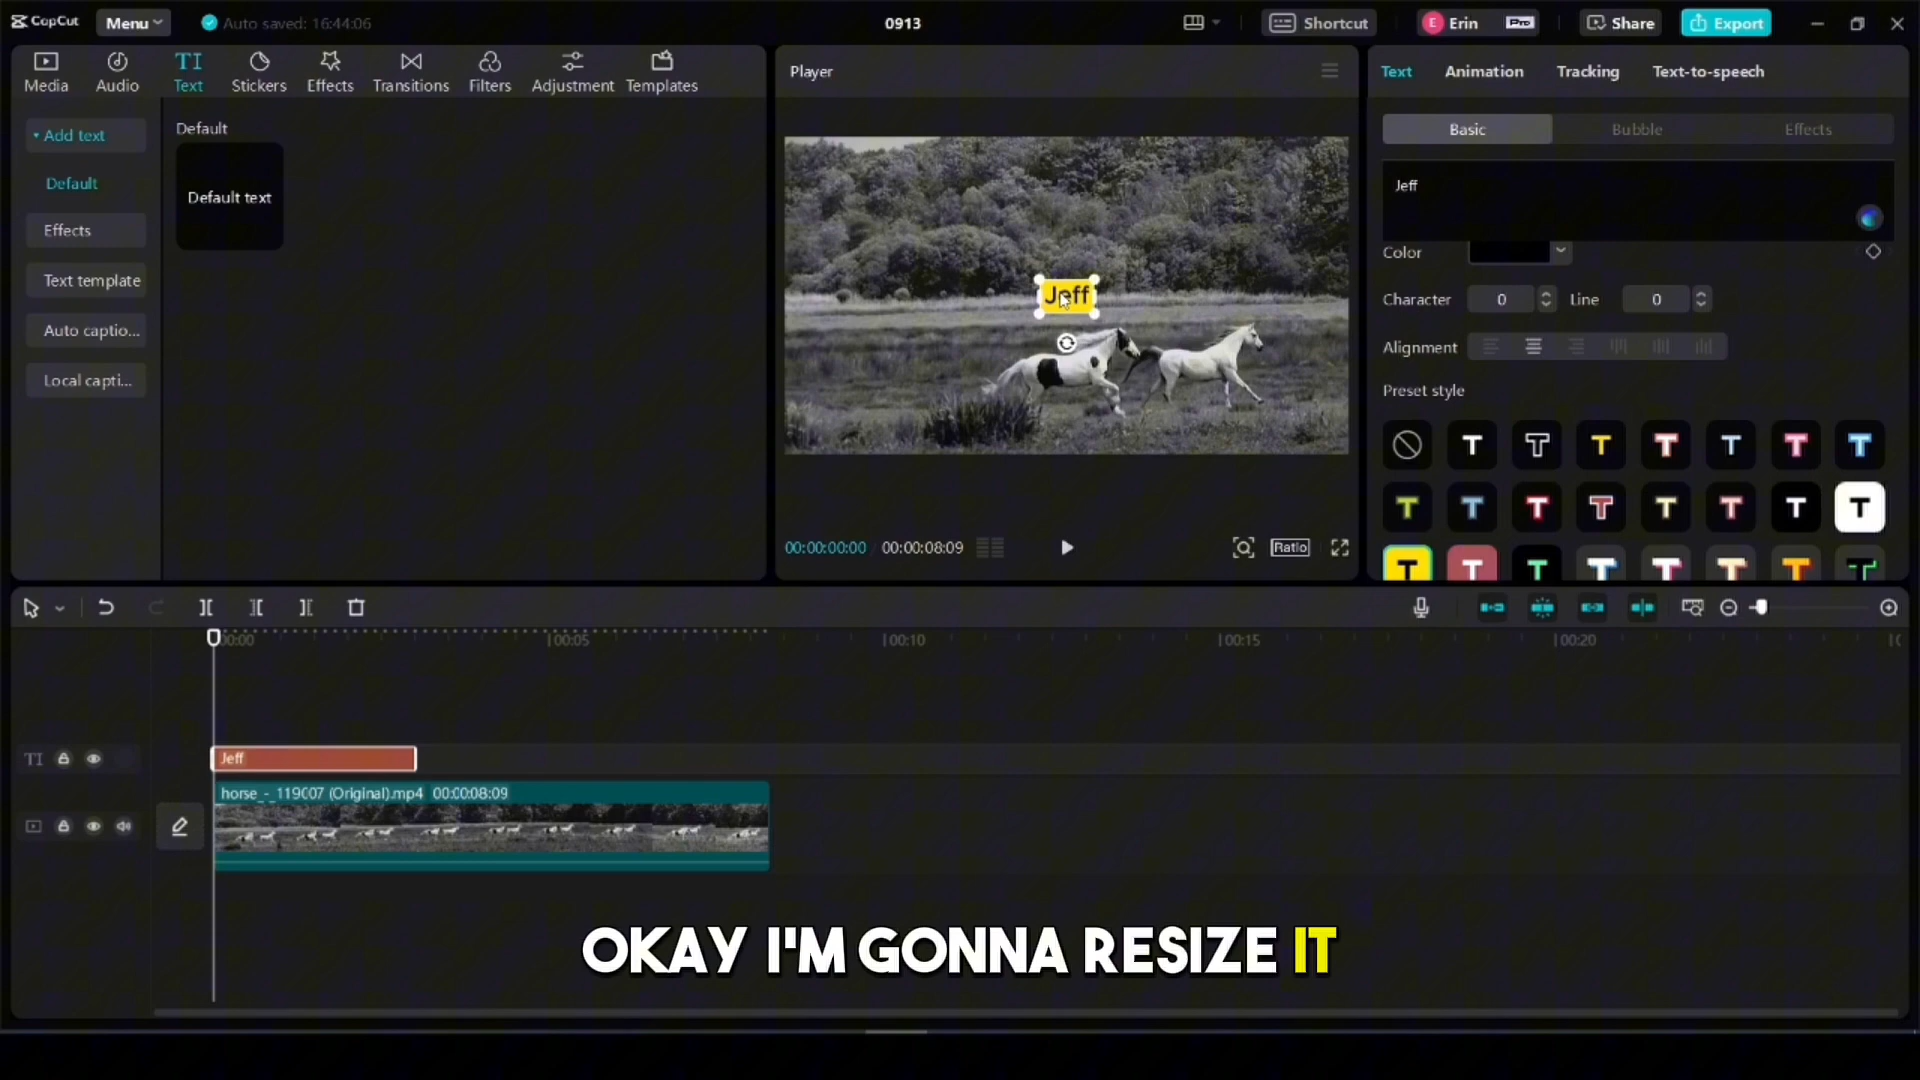 CapCut Menu Auto saved: 16:44:06 0913 Shortcut E Erin Pro Share Export
Media Audio TI Text Stickers Effects Transitions Filters Adjustment Templates
Add text
Default
Effects
Text template
Auto captio...
Local capti...
Default
Default text
Player
Jeff
00:00:00:00 00:00:08:09 Ratio
Text Animation Tracking Text-to-speech
Basic Bubble Effects
Jeff
Color
Character 0 Line 0
Alignment
Preset style
T T T T T T T
T T T T T T T T
T T T T T T T T
00:00 00:05 00:10 00:15 00:20
TI Jeff
horse_-_119007 (Original).mp4 00:00:08:09
OKAY I'M GONNA RESIZE IT